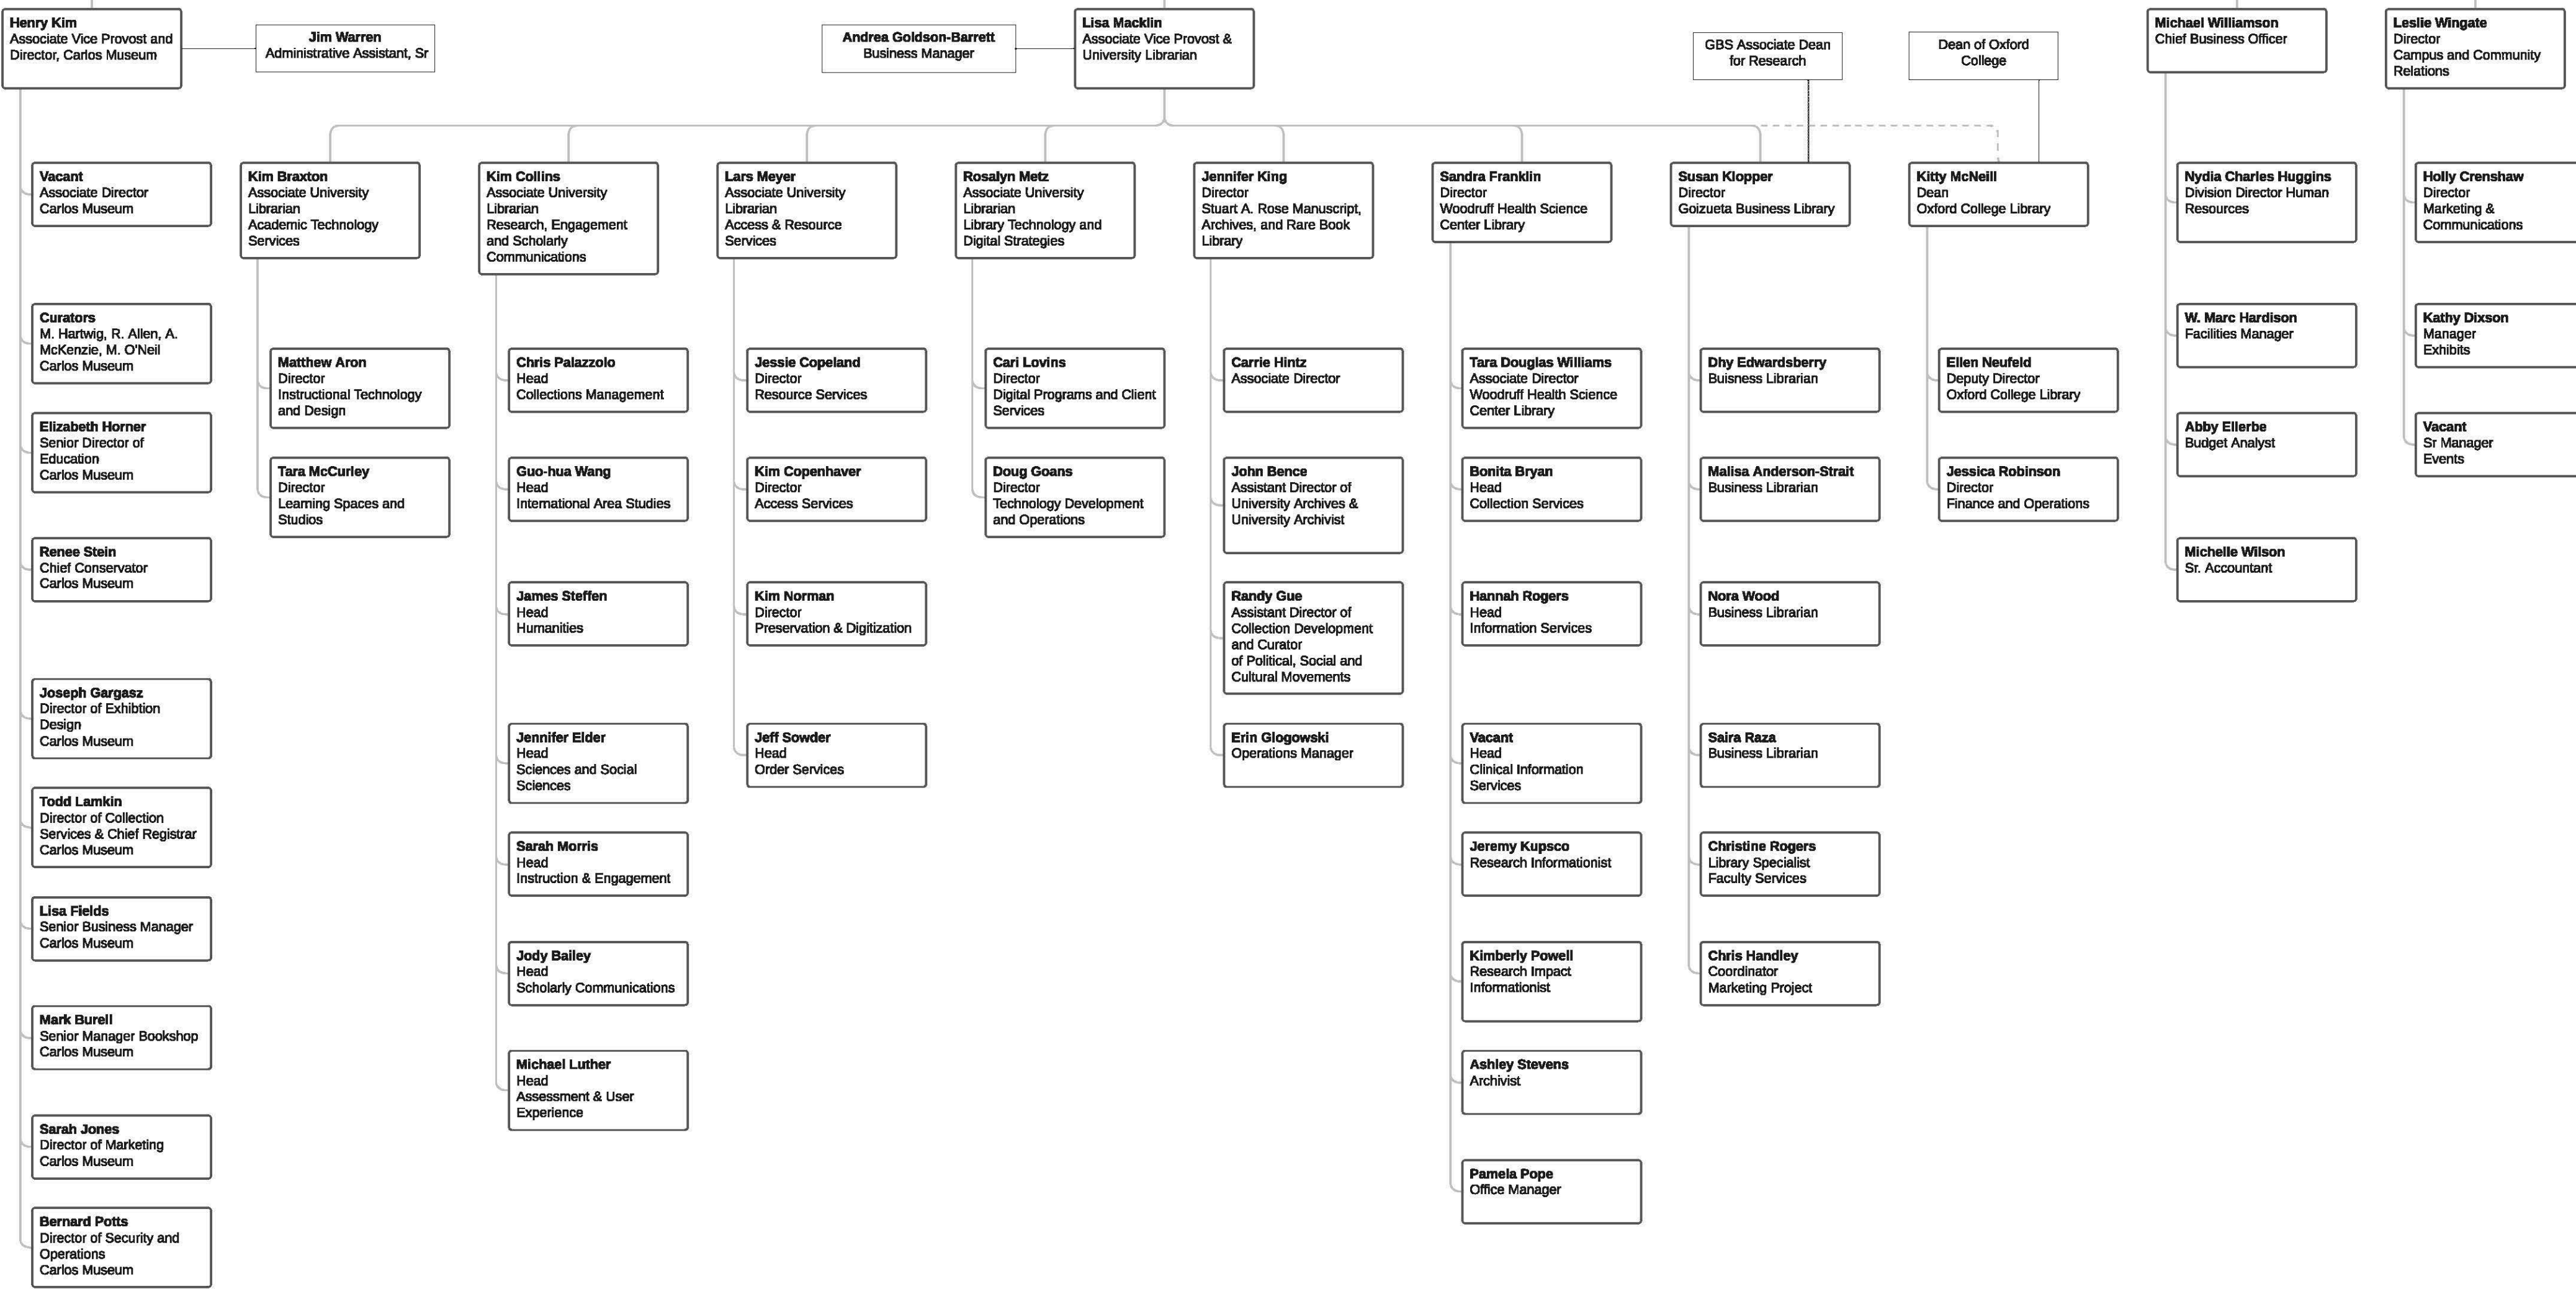 Henry Kim
Associate Vice Provost and
Director, Carlos Museum
Jim Warren
Administrative Assistant, Sr
Andrea Goldson-Barrett
Business Manager
Lisa Macklin
Associate Vice Provost &
University Librarian
GBS Associate Dean
for Research
Dean of Oxford
College
Michael Williamson
Chief Business Officer
Leslie Wingate
Director
Campus and Community
Relations
Vacant
Associate Director
Carlos Museum
Curators
M. Hartwig, R. Allen, A.
McKenzie, M. O'Neil
Carlos Museum
Elizabeth Horner
Senior Director of
Education
Carlos Museum
Renee Stein
Chief Conservator
Carlos Museum
Joseph Gargasz
Director of Exhibtion
Design
Carlos Museum
Todd Lamkin
Director of Collection
Services & Chief Registrar
Carlos Museum
Lisa Fields
Senior Business Manager
Carlos Museum
Mark Burell
Senior Manager Bookshop
Carlos Museum
Sarah Jones
Director of Marketing
Carlos Museum
Bernard Potts
Director of Security and
Operations
Carlos Museum
Kim Braxton
Associate University
Librarian
Academic Technology
Services
Matthew Aron
Director
Instructional Technology
and Design
Tara McCurley
Director
Learning Spaces and
Studios
Kim Collins
Associate University
Librarian
Research, Engagement
and Scholarly
Communications
Chris Palazzolo
Head
Collections Management
Guo-hua Wang
Head
International Area Studies
James Steffen
Head
Humanities
Jennifer Elder
Head
Sciences and Social
Sciences
Sarah Morris
Head
Instruction & Engagement
Jody Bailey
Head
Scholarly Communications
Michael Luther
Head
Assessment & User
Experience
Lars Meyer
Associate University
Librarian
Access & Resource
Services
Jessie Copeland
Director
Resource Services
Kim Copenhaver
Director
Access Services
Kim Norman
Director
Preservation & Digitization
Jeff Sowder
Head
Order Services
Rosalyn Metz
Associate University
Librarian
Library Technology and
Digital Strategies
Cari Lovins
Director
Digital Programs and Client
Services
Doug Goans
Director
Technology Development
and Operations
Jennifer King
Director
Stuart A. Rose Manuscript,
Archives, and Rare Book
Library
Carrie Hintz
Associate Director
John Bence
Assistant Director of
University Archives &
University Archivist
Randy Gue
Assistant Director of
Collection Development
and Curator
of Political, Social and
Cultural Movements
Erin Glogowski
Operations Manager
Sandra Franklin
Director
Woodruff Health Science
Center Library
Tara Douglas Williams
Associate Director
Woodruff Health Science
Center Library
Bonita Bryan
Head
Collection Services
Hannah Rogers
Head
Information Services
Vacant
Head
Clinical Information
Services
Jeremy Kupsco
Research Informationist
Kimberly Powell
Research Impact
Informationist
Ashley Stevens
Archivist
Pamela Pope
Office Manager
Susan Klopper
Director
Goizueta Business Library
Dhy Edwardsberry
Buisness Librarian
Malisa Anderson-Strait
Business Librarian
Nora Wood
Business Librarian
Saira Raza
Business Librarian
Christine Rogers
Library Specialist
Faculty Services
Chris Handley
Coordinator
Marketing Project
Kitty McNeill
Dean
Oxford College Library
Ellen Neufeld
Deputy Director
Oxford College Library
Jessica Robinson
Director
Finance and Operations
Nydia Charles Huggins
Division Director Human
Resources
W. Marc Hardison
Facilities Manager
Abby Ellerbe
Budget Analyst
Michelle Wilson
Sr. Accountant
Holly Crenshaw
Director
Marketing &
Communications
Kathy Dixson
Manager
Exhibits
Vacant
Sr Manager
Events